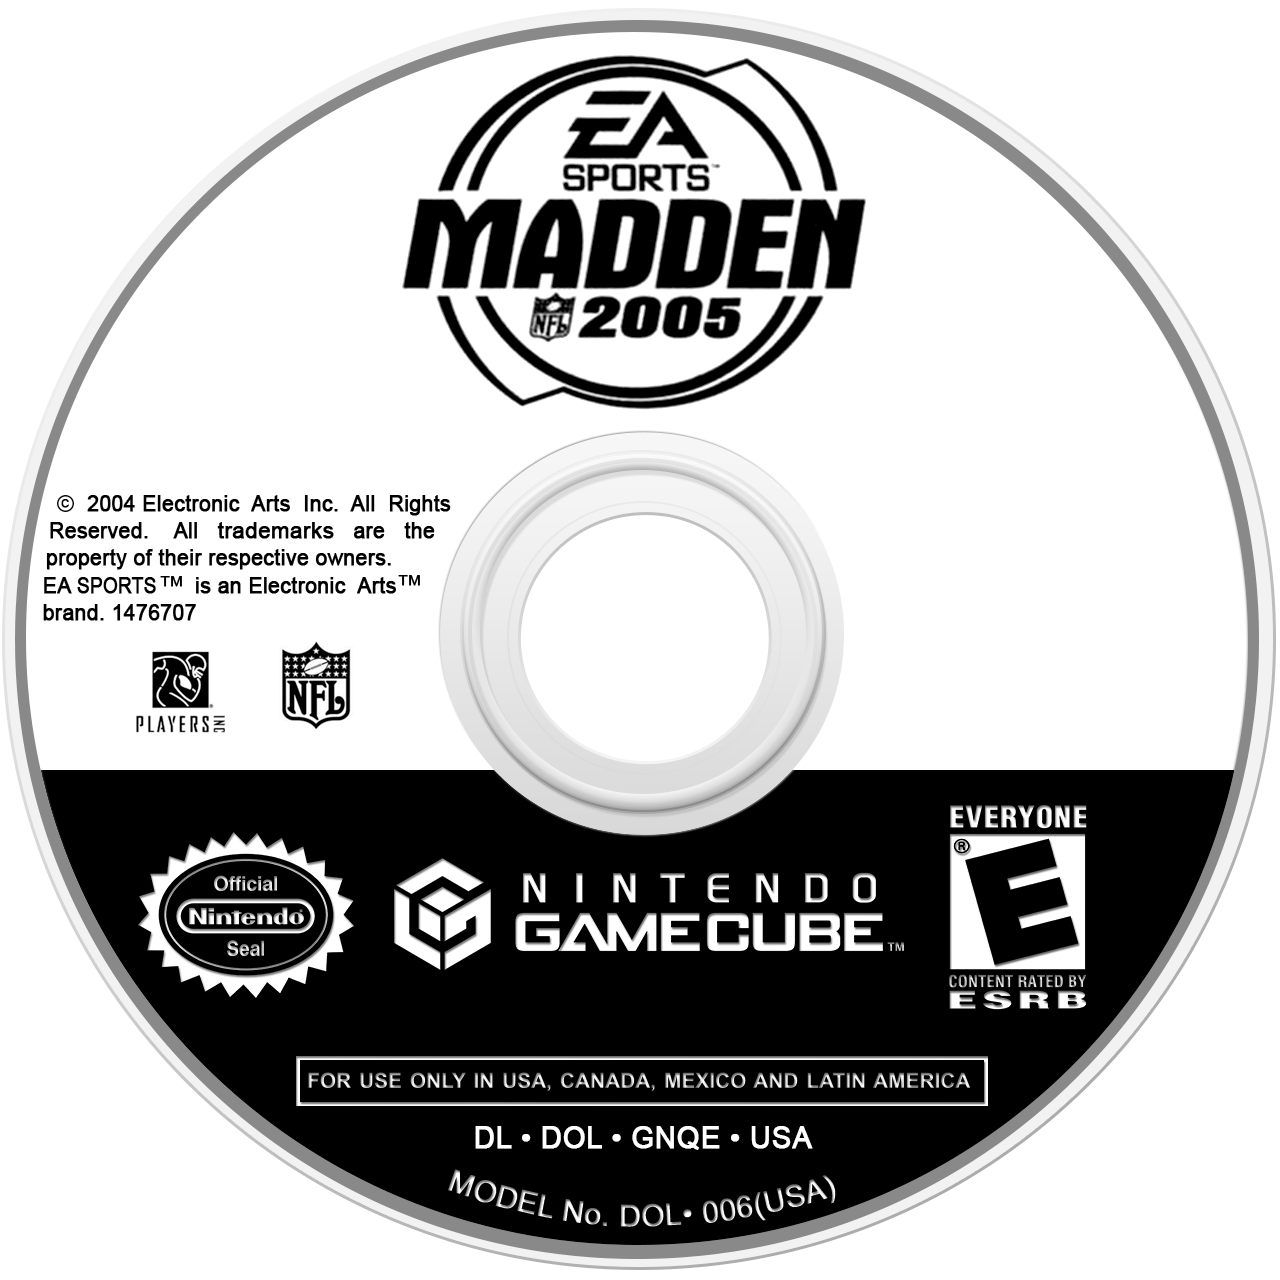 EA
SPORTS™
MADDEN
NFL 2005
© 2004 Electronic Arts Inc. All Rights
Reserved. All trademarks are the
property of their respective owners.
EA SPORTS™ is an Electronic Arts™
brand. 1476707
PLAYERS INC
NFL
Official
Nintendo®
Seal
NINTENDO
GAMECUBE™
EVERYONE
®
E
CONTENT RATED BY
ESRB
FOR USE ONLY IN USA, CANADA, MEXICO AND LATIN AMERICA
DL • DOL • GNQE • USA
MODEL No. DOL• 006(USA)